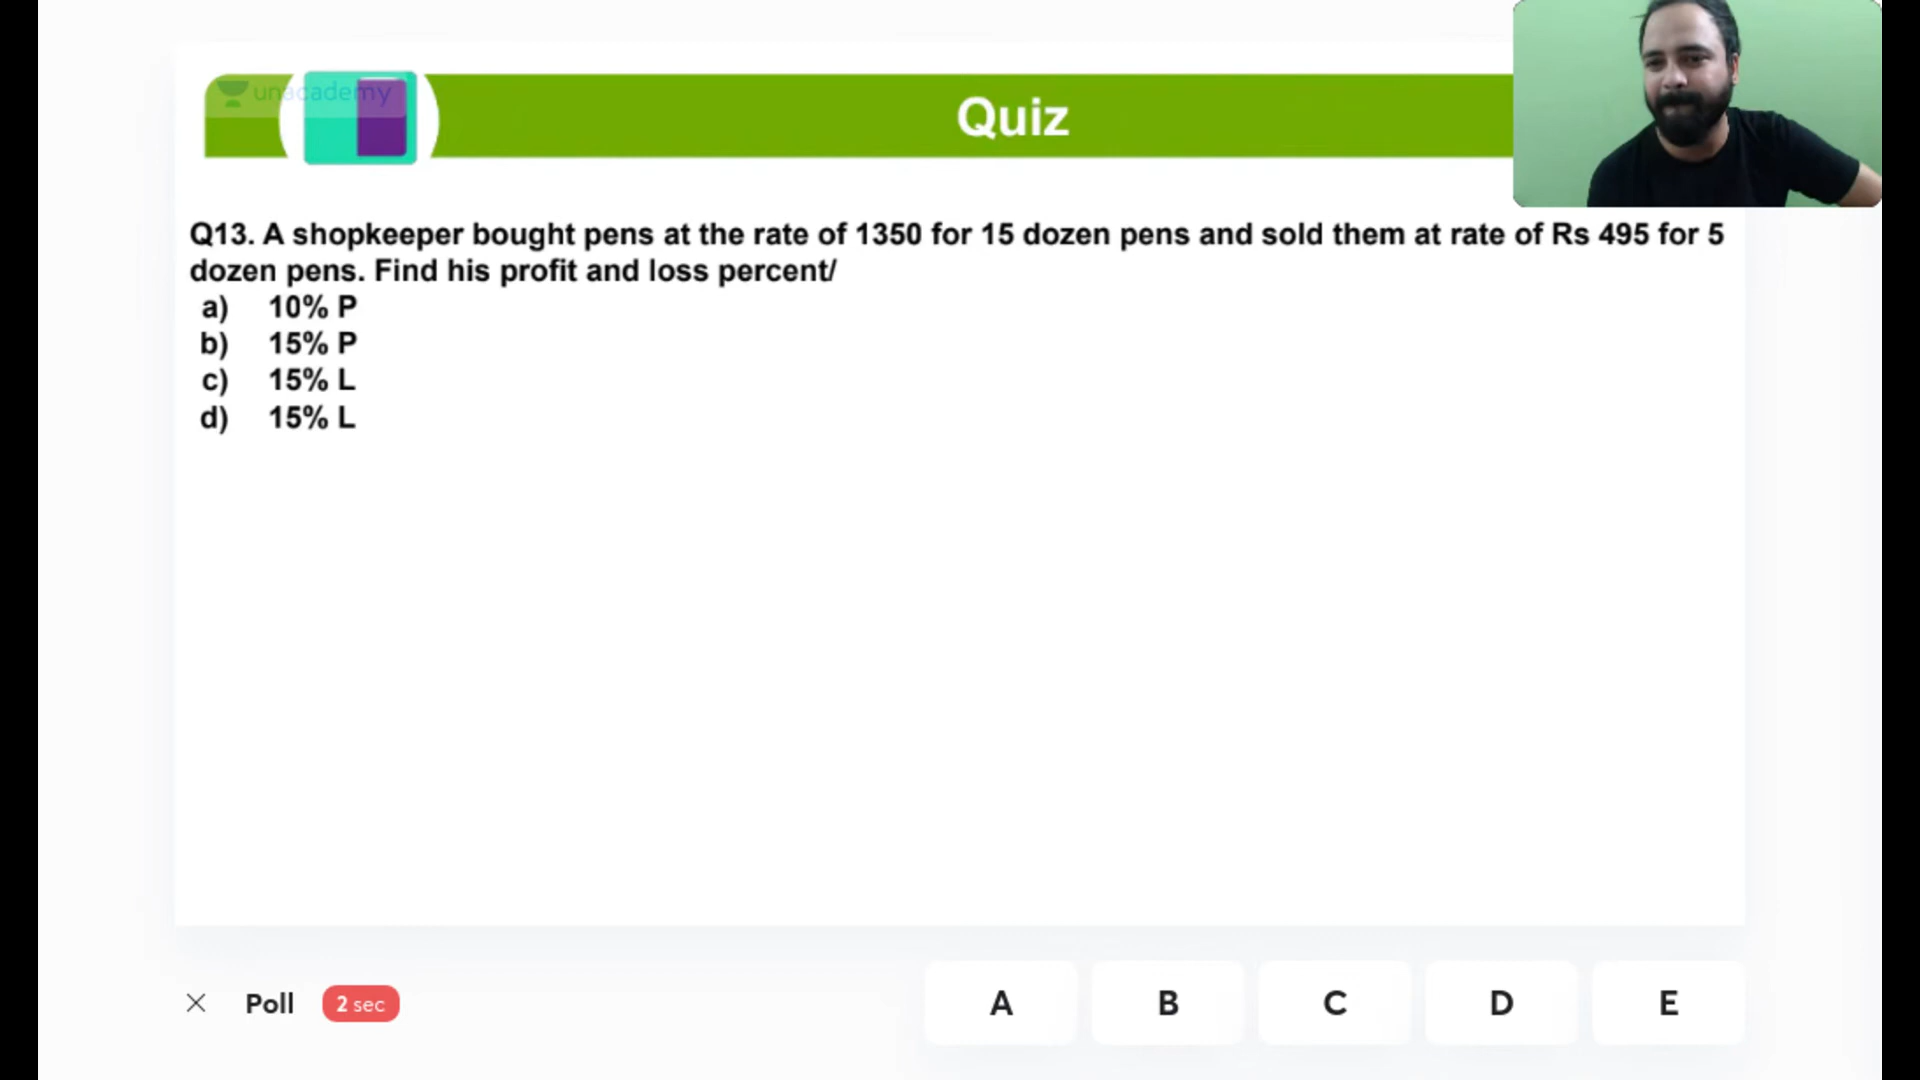 unacademy
Quiz
Q13. A shopkeeper bought pens at the rate of 1350 for 15 dozen pens and sold them at rate of Rs 495 for 5
dozen pens. Find his profit and loss percent/
a) 10% P
b) 15% P
c) 15% L
d) 15% L
Poll 2 sec A B C D E